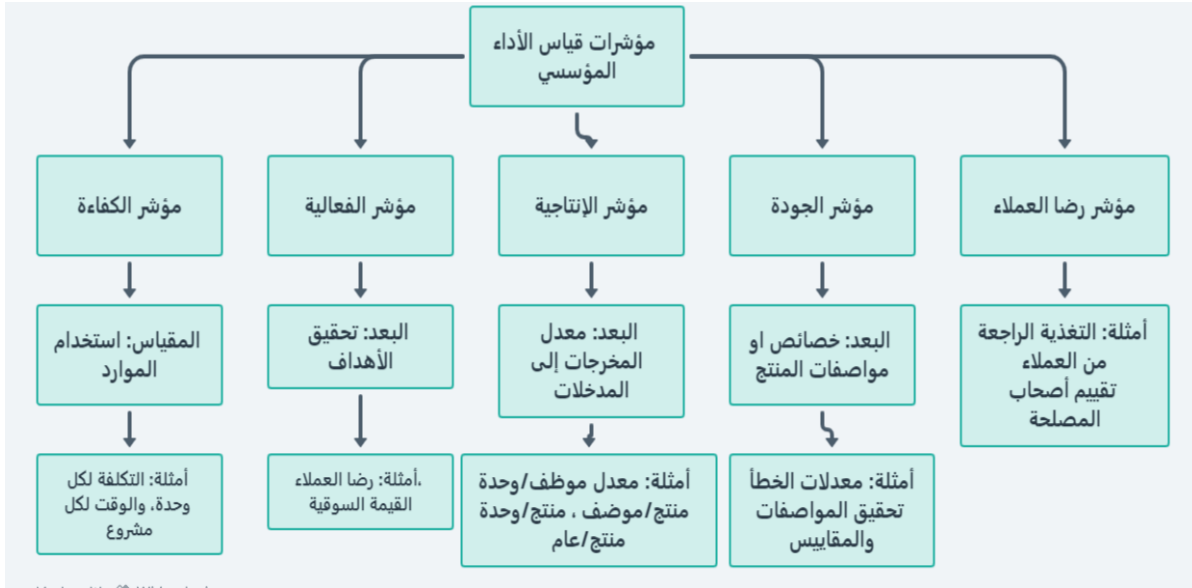 مؤشرات قياس الأداء
المؤسسي
مؤشر رضا العملاء
مؤشر الجودة
مؤشر الإنتاجية
مؤشر الفعالية
مؤشر الكفاءة
أمثلة: التغذية الراجعة
من العملاء
تقييم أصحاب
المصلحة
البعد: خصائص او
مواصفات المنتج
البعد: معدل
المخرجات إلى
المدخلات
البعد: تحقيق
الأهداف
المقياس: استخدام
الموارد
أمثلة: معدلات الخطأ
تحقيق المواصفات
والمقاييس
أمثلة: معدل موظف/وحدة
منتج/موضف ، منتج/وحدة
منتج/عام
،أمثلة: رضا العملاء
القيمة السوقية
أمثلة: التكلفة لكل
وحدة، والوقت لكل
مشروع